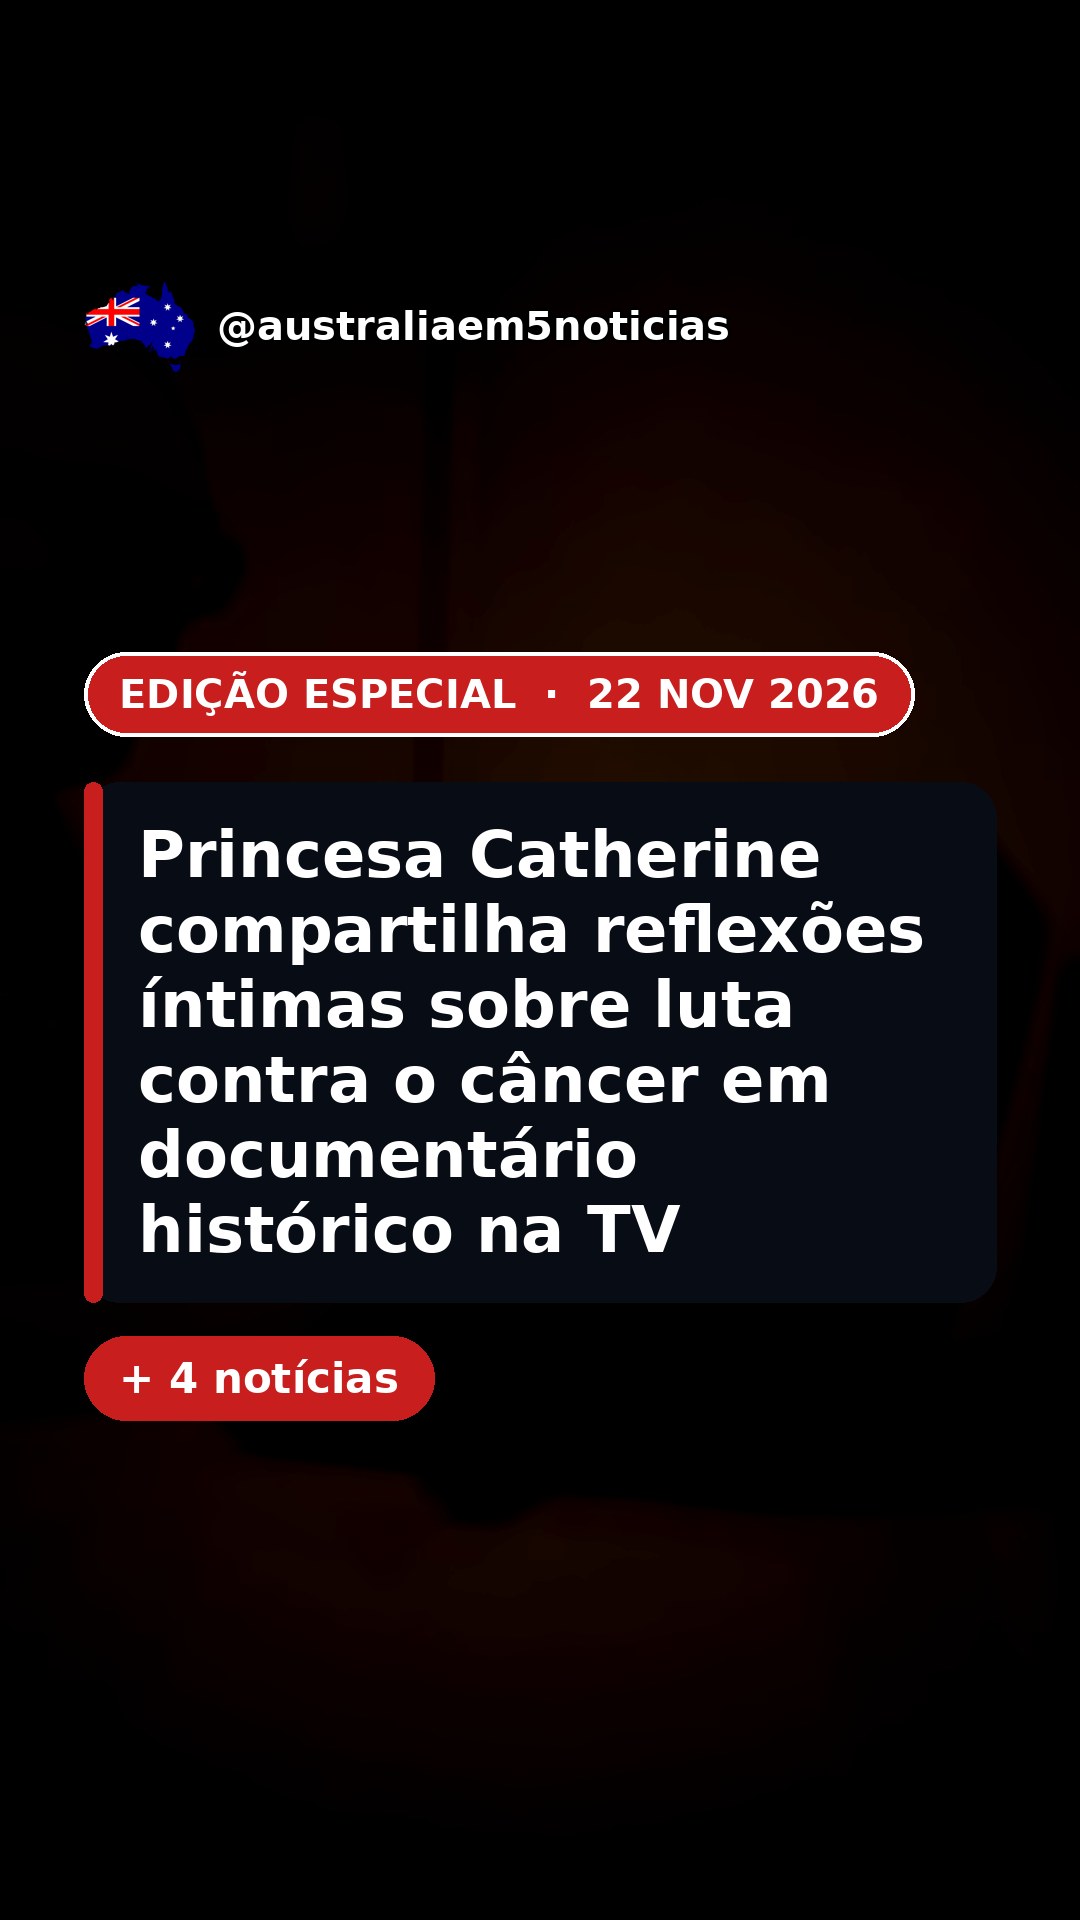 @australiaem5noticias
EDIÇÃO ESPECIAL · 22 NOV 2026
Princesa Catherine
compartilha reflexões
íntimas sobre luta
contra o câncer em
documentário
histórico na TV
+ 4 notícias